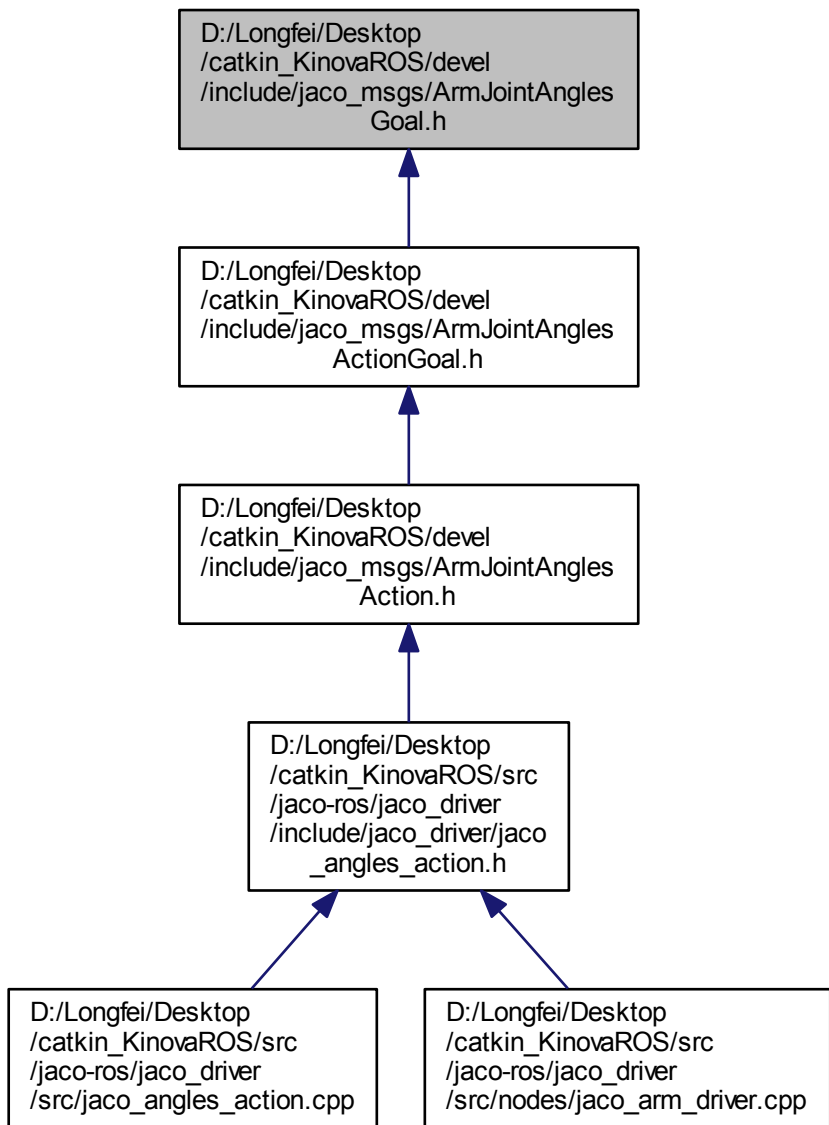 D:/Longfei/Desktop
/catkin_KinovaROS/devel
/include/jaco_msgs/ArmJointAngles
Goal.h
D:/Longfei/Desktop
/catkin_KinovaROS/devel
/include/jaco_msgs/ArmJointAngles
ActionGoal.h
D:/Longfei/Desktop
/catkin_KinovaROS/devel
/include/jaco_msgs/ArmJointAngles
Action.h
D:/Longfei/Desktop
/catkin_KinovaROS/src
/jaco-ros/jaco_driver
/include/jaco_driver/jaco
_angles_action.h
D:/Longfei/Desktop
/catkin_KinovaROS/src
/jaco-ros/jaco_driver
/src/jaco_angles_action.cpp
D:/Longfei/Desktop
/catkin_KinovaROS/src
/jaco-ros/jaco_driver
/src/nodes/jaco_arm_driver.cpp